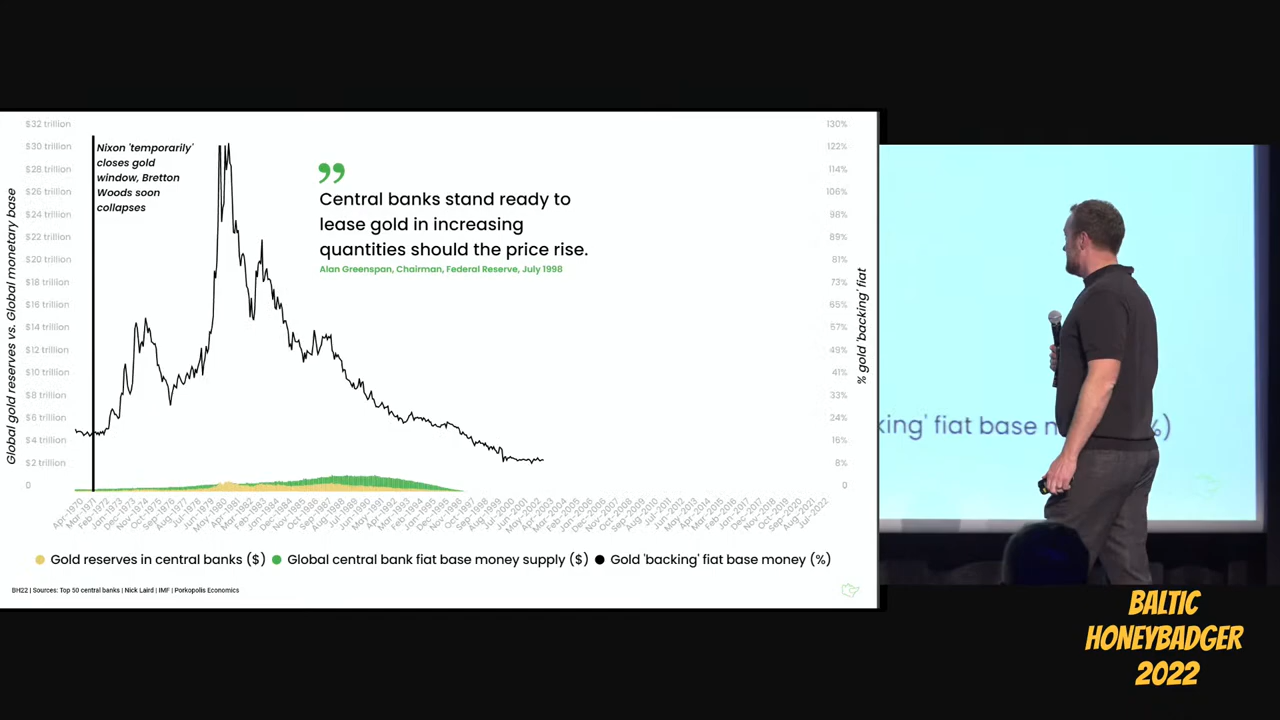 $32 trillion
$30 trillion
$28 trillion
$26 trillion
$24 trillion
$22 trillion
$20 trillion
$18 trillion
$16 trillion
$14 trillion
$12 trillion
$10 trillion
$8 trillion
$6 trillion
$4 trillion
$2 trillion
0
Global gold reserves vs. Global monetary base
Nixon 'temporarily'
closes gold
window, Bretton
Woods soon
collapses
”
Central banks stand ready to
lease gold in increasing
quantities should the price rise.
Alan Greenspan, Chairman, Federal Reserve, July 1998
130%
122%
114%
106%
98%
89%
81%
73%
65%
57%
49%
41%
33%
24%
16%
8%
0
% gold 'backing' fiat
Gold reserves in central banks ($) Global central bank fiat base money supply ($) Gold 'backing' fiat base money (%)
BH22 | Sources: Top 50 central banks | Nick Laird | IMF | Porkopolis Economics
king' fiat base
BALTIC
HONEYBADGER
2022